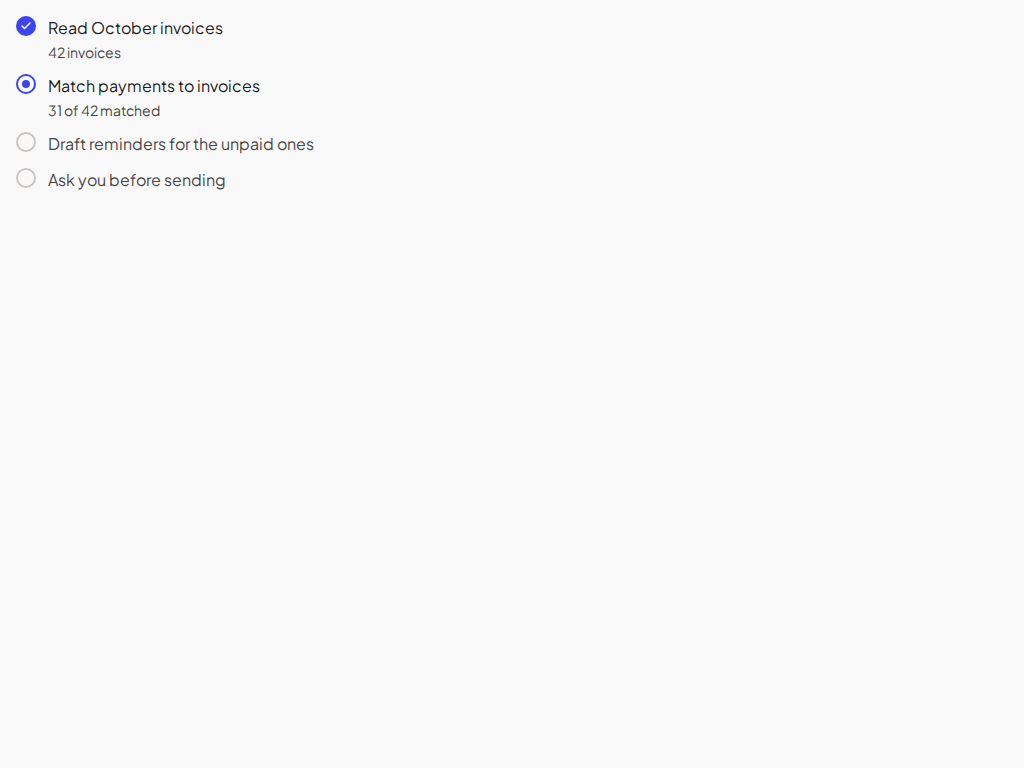 Read October invoices
42 invoices
Match payments to invoices
31 of 42 matched
Draft reminders for the unpaid ones
Ask you before sending